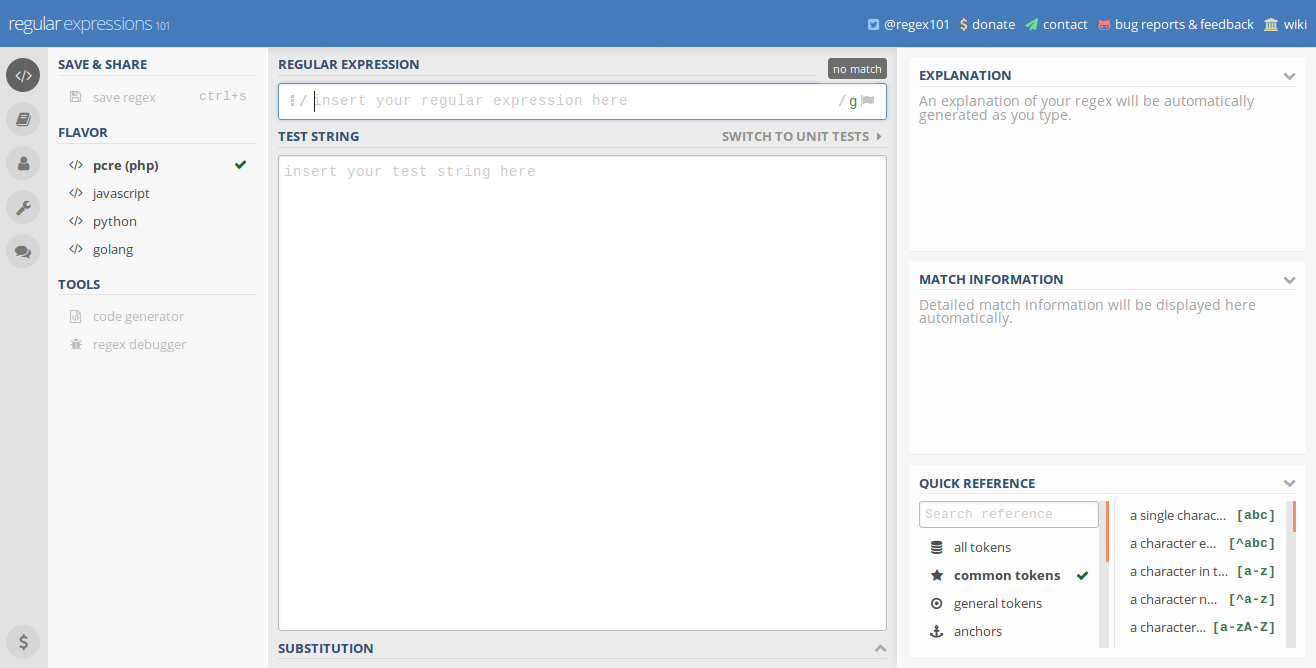 regular expressions 101
@regex101 $ donate contact bug reports & feedback wiki
SAVE & SHARE
save regex ctrl+s
FLAVOR
</> pcre (php)
</> javascript
</> python
</> golang
TOOLS
code generator
regex debugger
</>
$
REGULAR EXPRESSION
no match
/ insert your regular expression here / g
TEST STRING SWITCH TO UNIT TESTS
insert your test string here
SUBSTITUTION
EXPLANATION
An explanation of your regex will be automatically
generated as you type.
MATCH INFORMATION
Detailed match information will be displayed here
automatically.
QUICK REFERENCE
Search reference
all tokens
common tokens
general tokens
anchors
a single charac... [abc]
a character e... [^abc]
a character in t... [a-z]
a character n... [^a-z]
a character... [a-zA-Z]